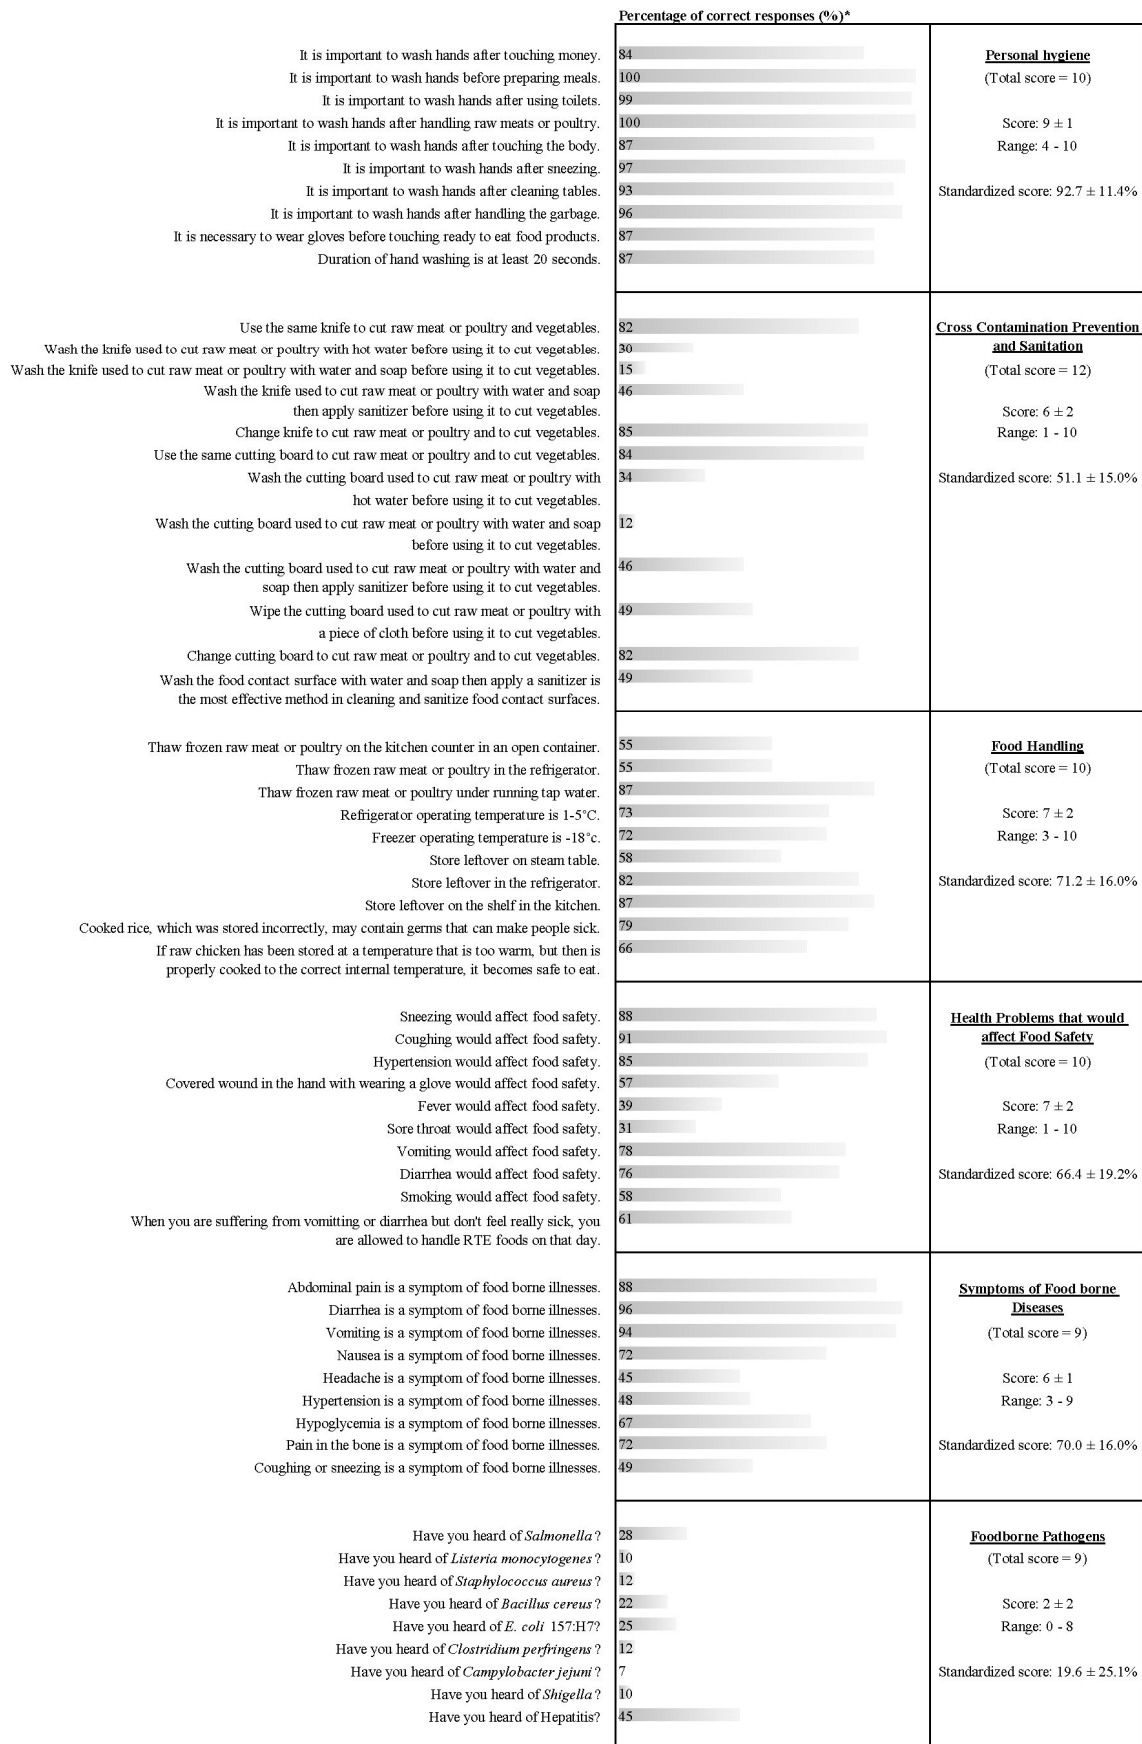 Percentage of correct responses (%)*
It is important to wash hands after touching money. 84
It is important to wash hands before preparing meals. 100
It is important to wash hands after using toilets. 99
It is important to wash hands after handling raw meats or poultry. 100
It is important to wash hands after touching the body. 87
It is important to wash hands after sneezing. 97
It is important to wash hands after cleaning tables. 93
It is important to wash hands after handling the garbage. 96
It is necessary to wear gloves before touching ready to eat food products. 87
Duration of hand washing is at least 20 seconds. 87
Personal hygiene
(Total score = 10)
Score: 9 ± 1
Range: 4 - 10
Standardized score: 92.7 ± 11.4%
Use the same knife to cut raw meat or poultry and vegetables. 82
Wash the knife used to cut raw meat or poultry with hot water before using it to cut vegetables. 30
Wash the knife used to cut raw meat or poultry with water and soap before using it to cut vegetables. 15
Wash the knife used to cut raw meat or poultry with water and soap 46
then apply sanitizer before using it to cut vegetables.
Change knife to cut raw meat or poultry and to cut vegetables. 85
Use the same cutting board to cut raw meat or poultry and to cut vegetables. 84
Wash the cutting board used to cut raw meat or poultry with 34
hot water before using it to cut vegetables.
Wash the cutting board used to cut raw meat or poultry with water and soap 12
before using it to cut vegetables.
Wash the cutting board used to cut raw meat or poultry with water and 46
soap then apply sanitizer before using it to cut vegetables.
Wipe the cutting board used to cut raw meat or poultry with 49
a piece of cloth before using it to cut vegetables.
Change cutting board to cut raw meat or poultry and to cut vegetables. 82
Wash the food contact surface with water and soap then apply a sanitizer is 49
the most effective method in cleaning and sanitize food contact surfaces.
Cross Contamination Prevention
and Sanitation
(Total score = 12)
Score: 6 ± 2
Range: 1 - 10
Standardized score: 51.1 ± 15.0%
Thaw frozen raw meat or poultry on the kitchen counter in an open container. 55
Thaw frozen raw meat or poultry in the refrigerator. 55
Thaw frozen raw meat or poultry under running tap water. 87
Refrigerator operating temperature is 1-5˚C. 73
Freezer operating temperature is -18˚c. 72
Store leftover on steam table. 58
Store leftover in the refrigerator. 82
Store leftover on the shelf in the kitchen. 87
Cooked rice, which was stored incorrectly, may contain germs that can make people sick. 79
If raw chicken has been stored at a temperature that is too warm, but then is 66
properly cooked to the correct internal temperature, it becomes safe to eat.
Food Handling
(Total score = 10)
Score: 7 ± 2
Range: 3 - 10
Standardized score: 71.2 ± 16.0%
Sneezing would affect food safety. 88
Coughing would affect food safety. 91
Hypertension would affect food safety. 85
Covered wound in the hand with wearing a glove would affect food safety. 57
Fever would affect food safety. 39
Sore throat would affect food safety. 31
Vomiting would affect food safety. 78
Diarrhea would affect food safety. 76
Smoking would affect food safety. 58
When you are suffering from vomitting or diarrhea but don't feel really sick, you 61
are allowed to handle RTE foods on that day.
Health Problems that would
affect Food Safety
(Total score = 10)
Score: 7 ± 2
Range: 1 - 10
Standardized score: 66.4 ± 19.2%
Abdominal pain is a symptom of food borne illnesses. 88
Diarrhea is a symptom of food borne illnesses. 96
Vomiting is a symptom of food borne illnesses. 94
Nausea is a symptom of food borne illnesses. 72
Headache is a symptom of food borne illnesses. 45
Hypertension is a symptom of food borne illnesses. 48
Hypoglycemia is a symptom of food borne illnesses. 67
Pain in the bone is a symptom of food borne illnesses. 72
Coughing or sneezing is a symptom of food borne illnesses. 49
Symptoms of Food borne
Diseases
(Total score = 9)
Score: 6 ± 1
Range: 3 - 9
Standardized score: 70.0 ± 16.0%
Have you heard of Salmonella? 28
Have you heard of Listeria monocytogenes? 10
Have you heard of Staphylococcus aureus? 12
Have you heard of Bacillus cereus? 22
Have you heard of E. coli 157:H7? 25
Have you heard of Clostridium perfringens? 12
Have you heard of Campylobacter jejuni? 7
Have you heard of Shigella? 10
Have you heard of Hepatitis? 45
Foodborne Pathogens
(Total score = 9)
Score: 2 ± 2
Range: 0 - 8
Standardized score: 19.6 ± 25.1%